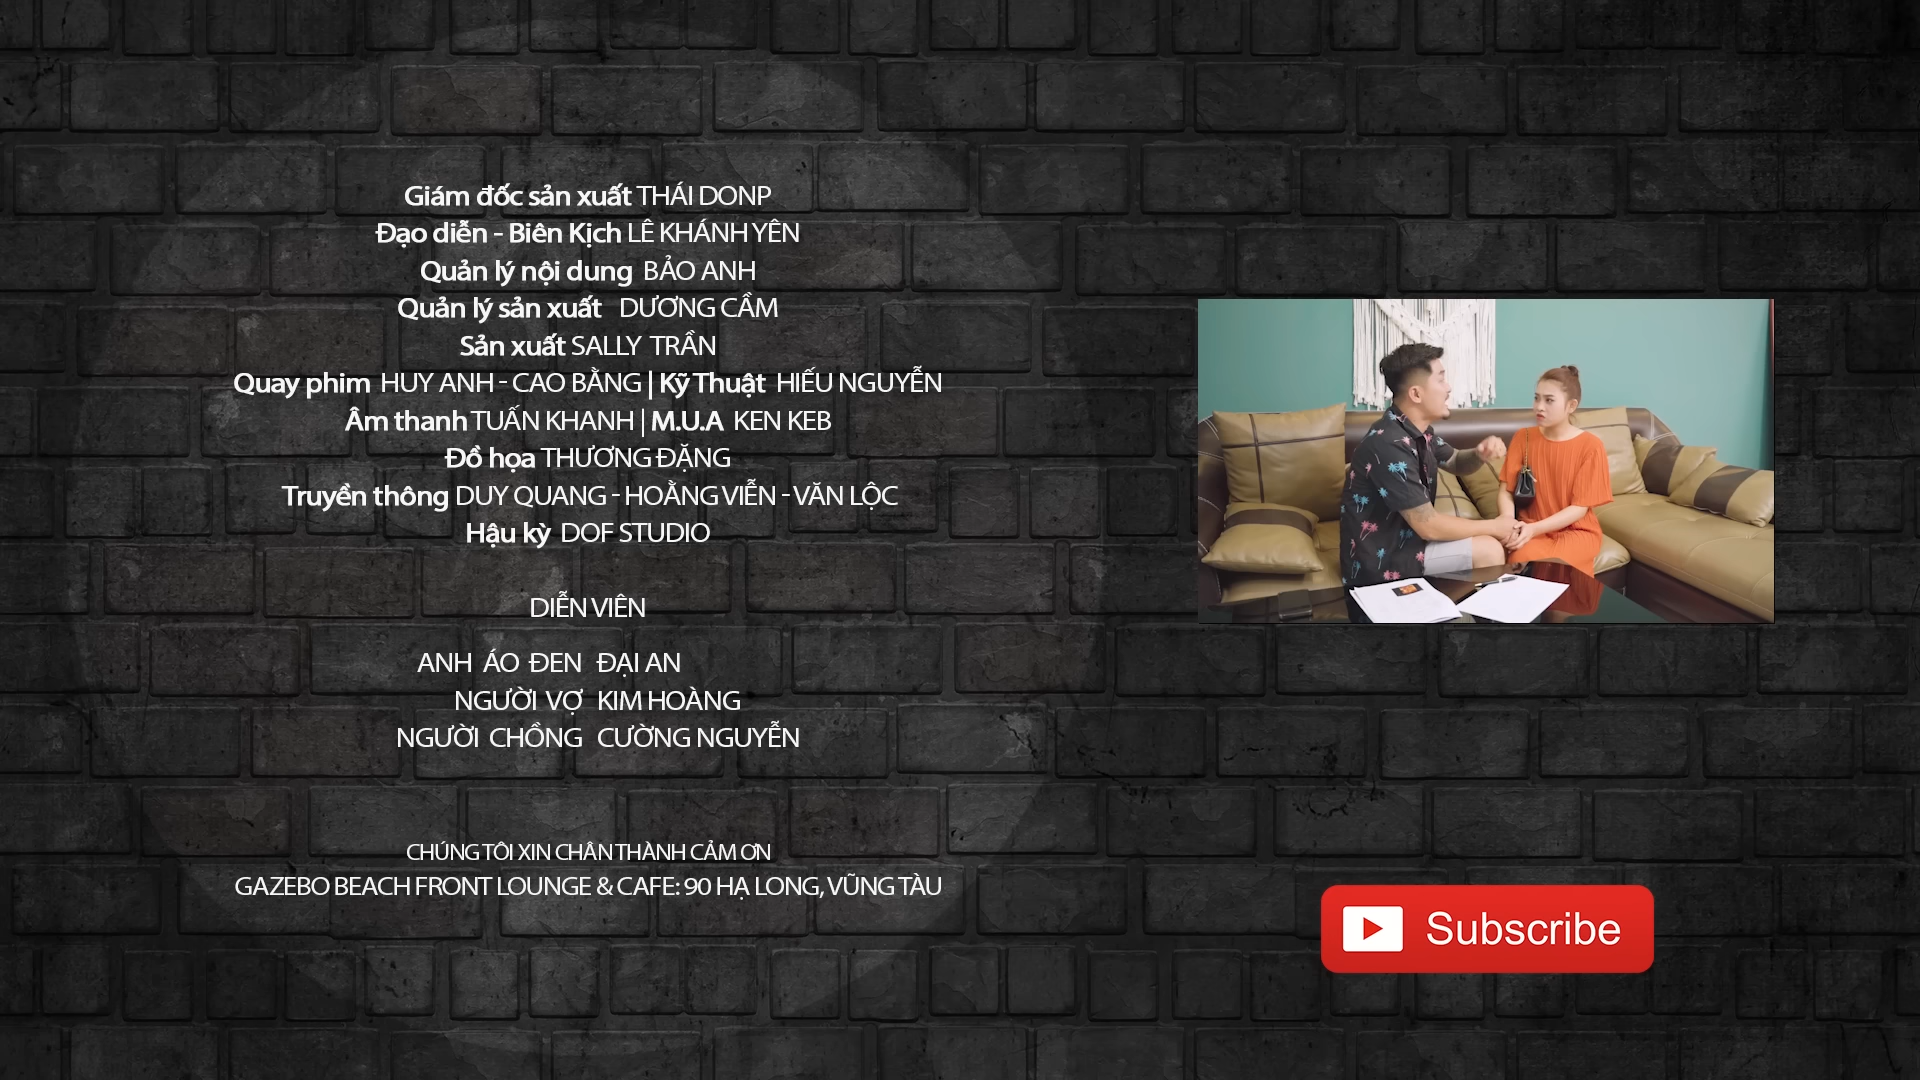 Giám đốc sản xuất THÁI DONP
Đạo diễn - Biên Kịch LÊ KHÁNH YÊN
Quản lý nội dung BẢO ANH
Quản lý sản xuất DƯƠNG CẦM
Sản xuất SALLY TRẦN
Quay phim HUY ANH - CAO BẰNG | Kỹ Thuật HIẾU NGUYỄN
Âm thanh TUẤN KHANH | M.U.A KEN KEB
Đồ họa THƯƠNG ĐẶNG
Truyền thông DUY QUANG - HOẰNG VIỄN - VĂN LỘC
Hậu kỳ DOF STUDIO
DIỄN VIÊN
ANH ÁO ĐEN ĐẠI AN
NGƯỜI VỢ KIM HOÀNG
NGƯỜI CHỒNG CƯỜNG NGUYỄN
CHÚNG TÔI XIN CHÂN THÀNH CẢM ƠN
GAZEBO BEACH FRONT LOUNGE & CAFE: 90 HẠ LONG, VŨNG TÀU
Subscribe